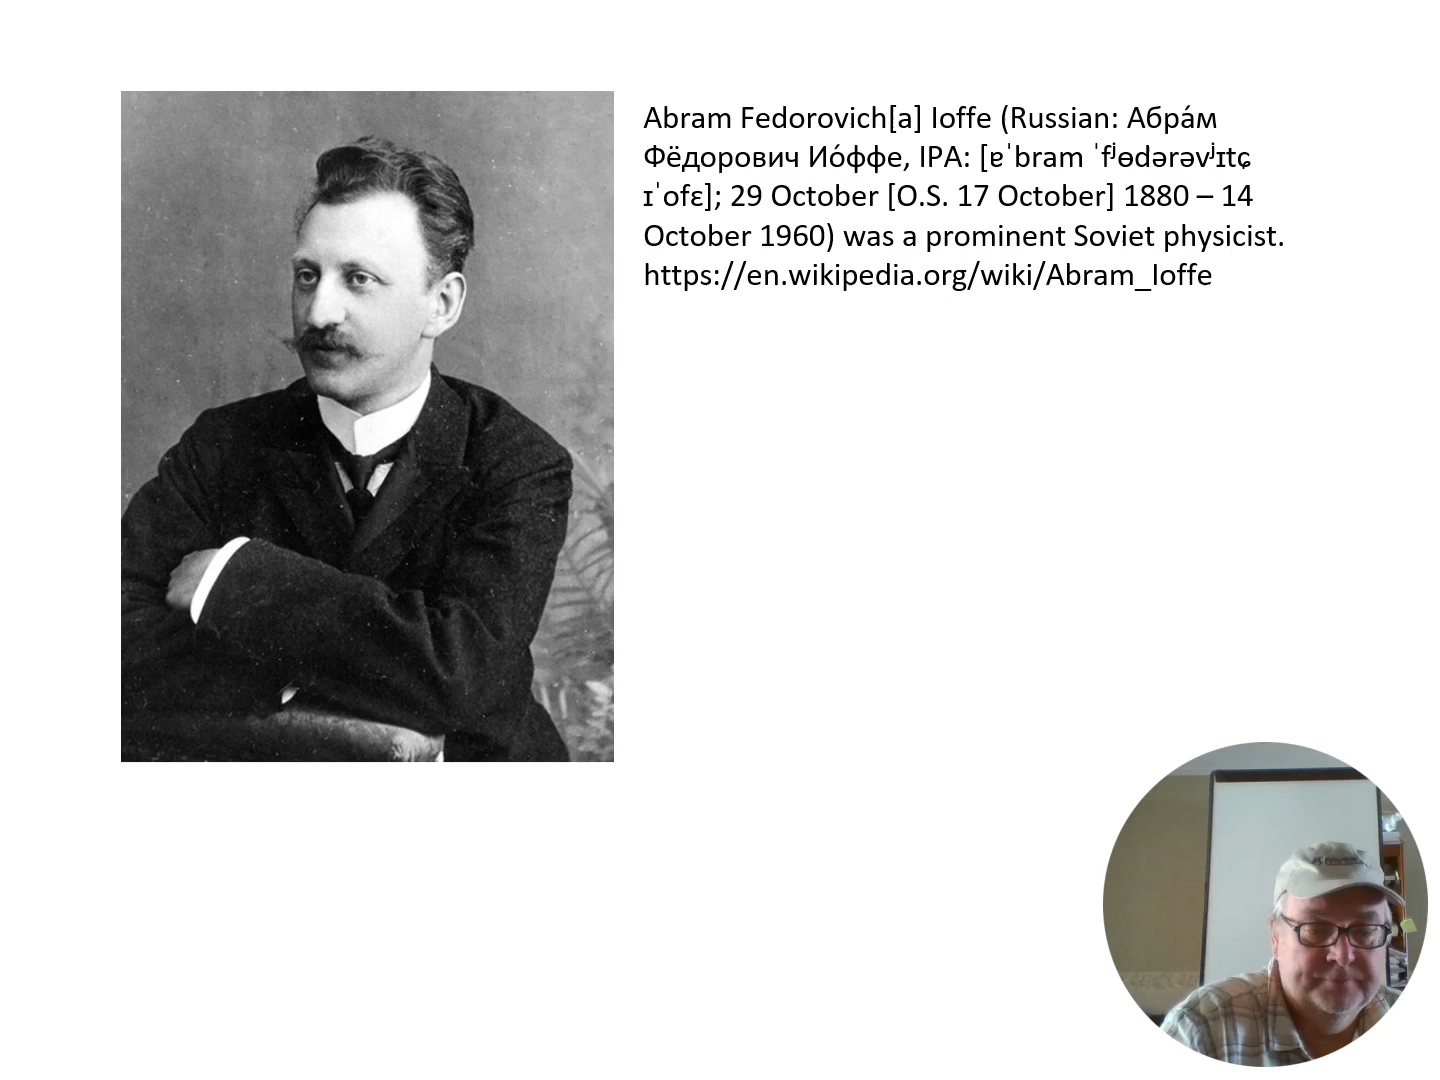 Abram Fedorovich[a] Ioffe (Russian: Абра́м
Фёдорович Ио́ффе, IPA: [ɐˈbram ˈfʲɵdərəvʲɪtɕ
ɪˈofɛ]; 29 October [O.S. 17 October] 1880 – 14
October 1960) was a prominent Soviet physicist.
https://en.wikipedia.org/wiki/Abram_Ioffe